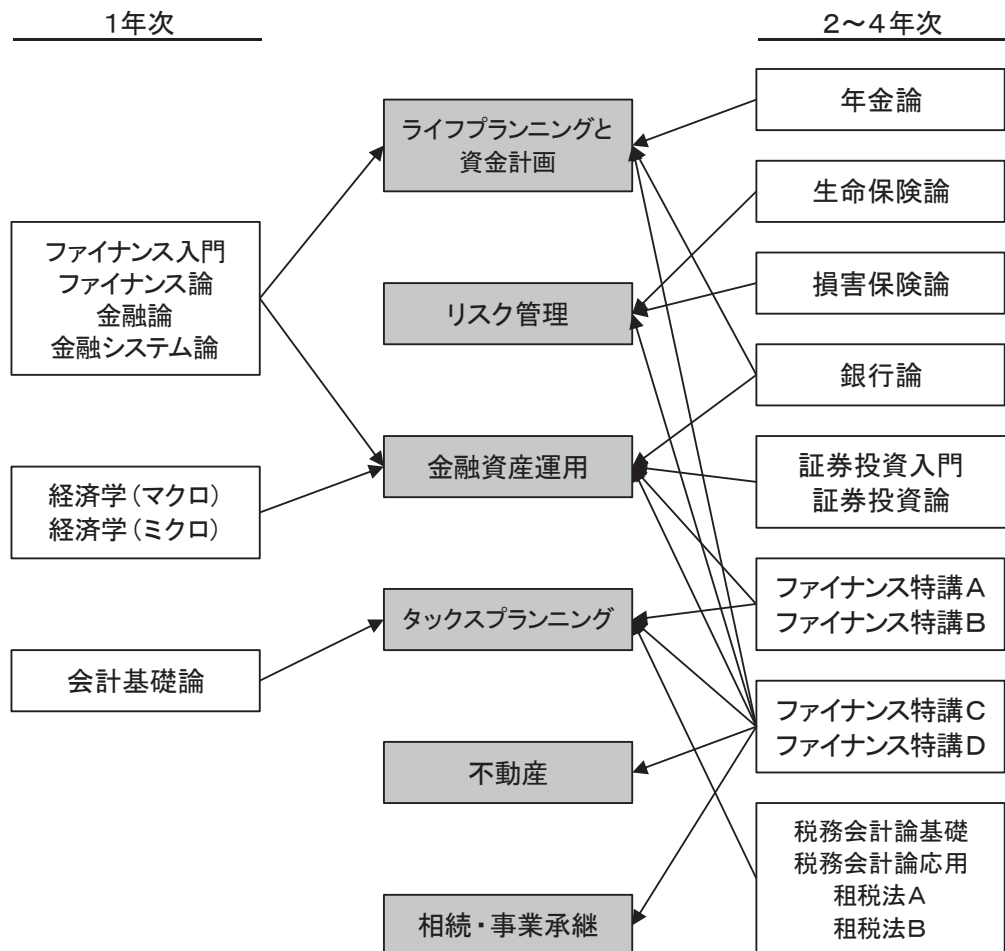 1年次
ファイナンス入門
ファイナンス論
金融論
金融システム論
経済学(マクロ)
経済学(ミクロ)
会計基礎論
ライフプランニングと
資金計画
リスク管理
金融資産運用
タックスプランニング
不動産
相続・事業承継
2～4年次
年金論
生命保険論
損害保険論
銀行論
証券投資入門
証券投資論
ファイナンス特講A
ファイナンス特講B
ファイナンス特講C
ファイナンス特講D
税務会計論基礎
税務会計論応用
租税法A
租税法B